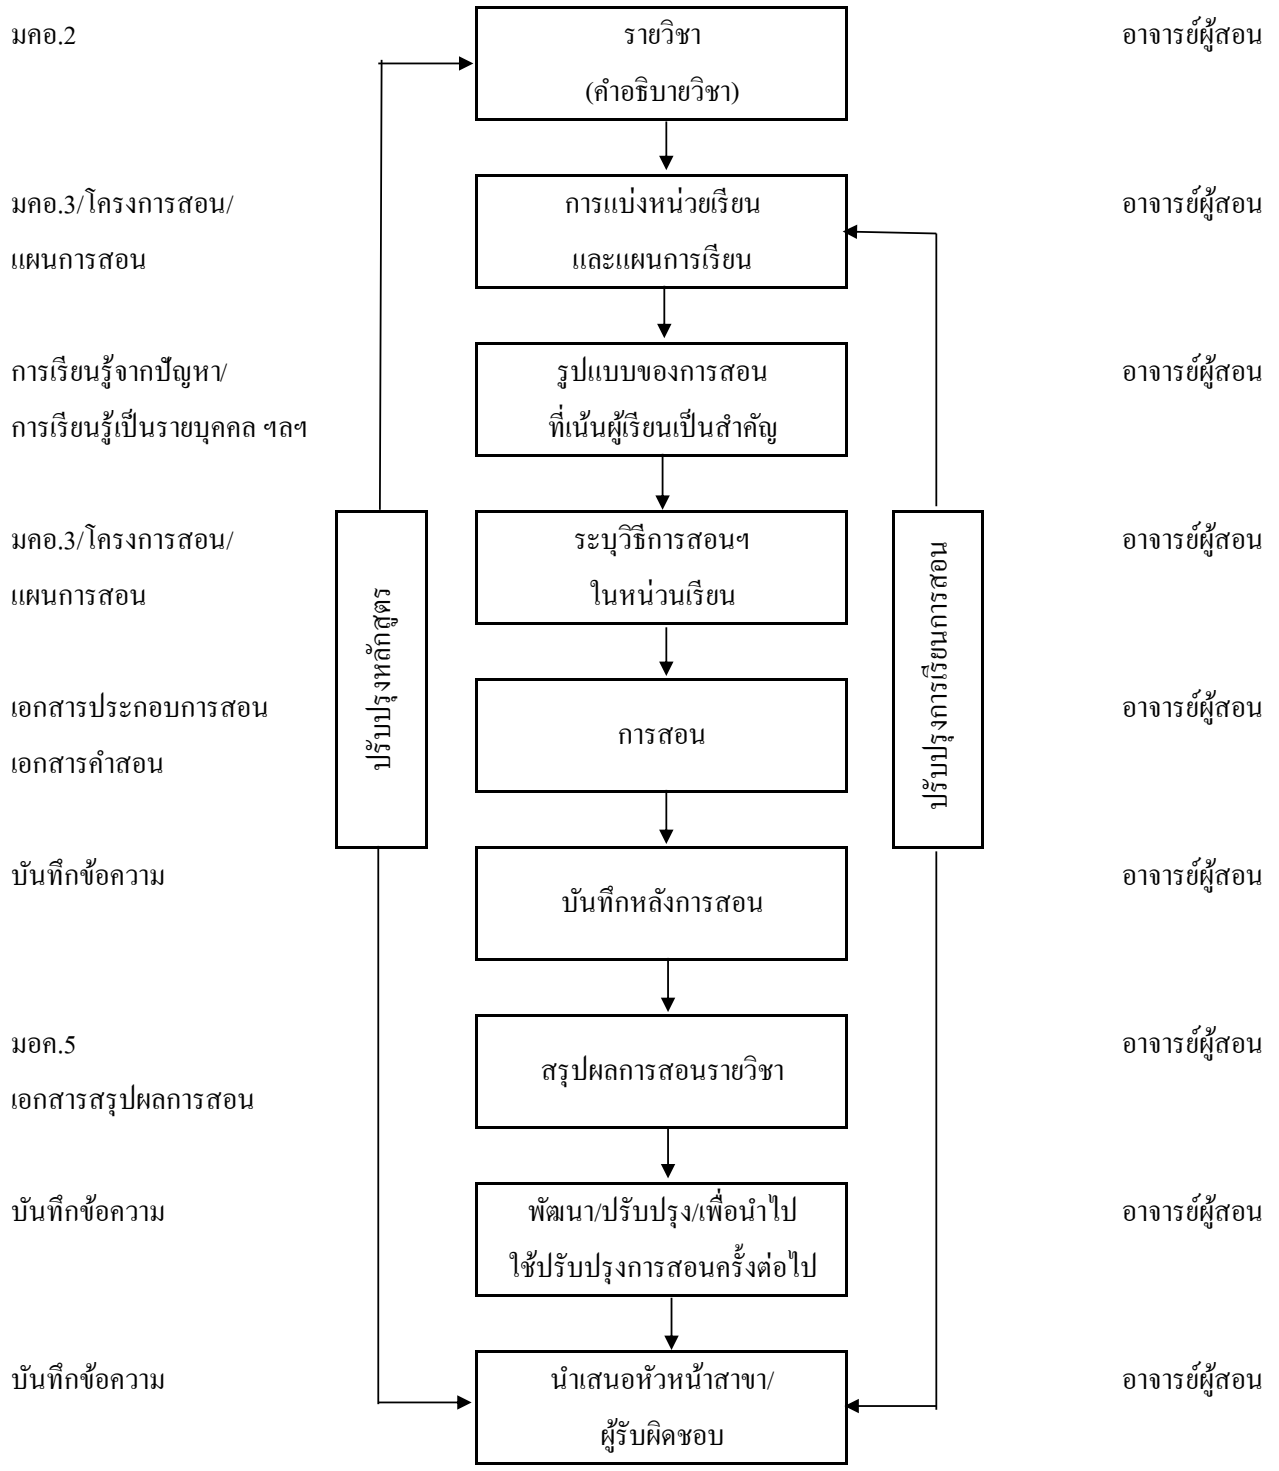 มคอ.2
รายวิชา
(คำอธิบายวิชา)
อาจารย์ผู้สอน
มคอ.3/โครงการสอน/
แผนการสอน
การแบ่งหน่วยเรียน
และแผนการเรียน
อาจารย์ผู้สอน
การเรียนรู้จากปัญหา/
การเรียนรู้เป็นรายบุคคล ฯลฯ
รูปแบบของการสอน
ที่เน้นผู้เรียนเป็นสำคัญ
อาจารย์ผู้สอน
มคอ.3/โครงการสอน/
แผนการสอน
ระบุวิธีการสอนฯ
ในหน่วนเรียน
อาจารย์ผู้สอน
ปรับปรุงหลักสูตร
ปรับปรุงการเรียนการสอน
เอกสารประกอบการสอน
เอกสารคำสอน
การสอน
อาจารย์ผู้สอน
บันทึกข้อความ
บันทึกหลังการสอน
อาจารย์ผู้สอน
มอค.5
เอกสารสรุปผลการสอน
สรุปผลการสอนรายวิชา
อาจารย์ผู้สอน
บันทึกข้อความ
พัฒนา/ปรับปรุง/เพื่อนำไป
ใช้ปรับปรุงการสอนครั้งต่อไป
อาจารย์ผู้สอน
บันทึกข้อความ
นำเสนอหัวหน้าสาขา/
ผู้รับผิดชอบ
อาจารย์ผู้สอน